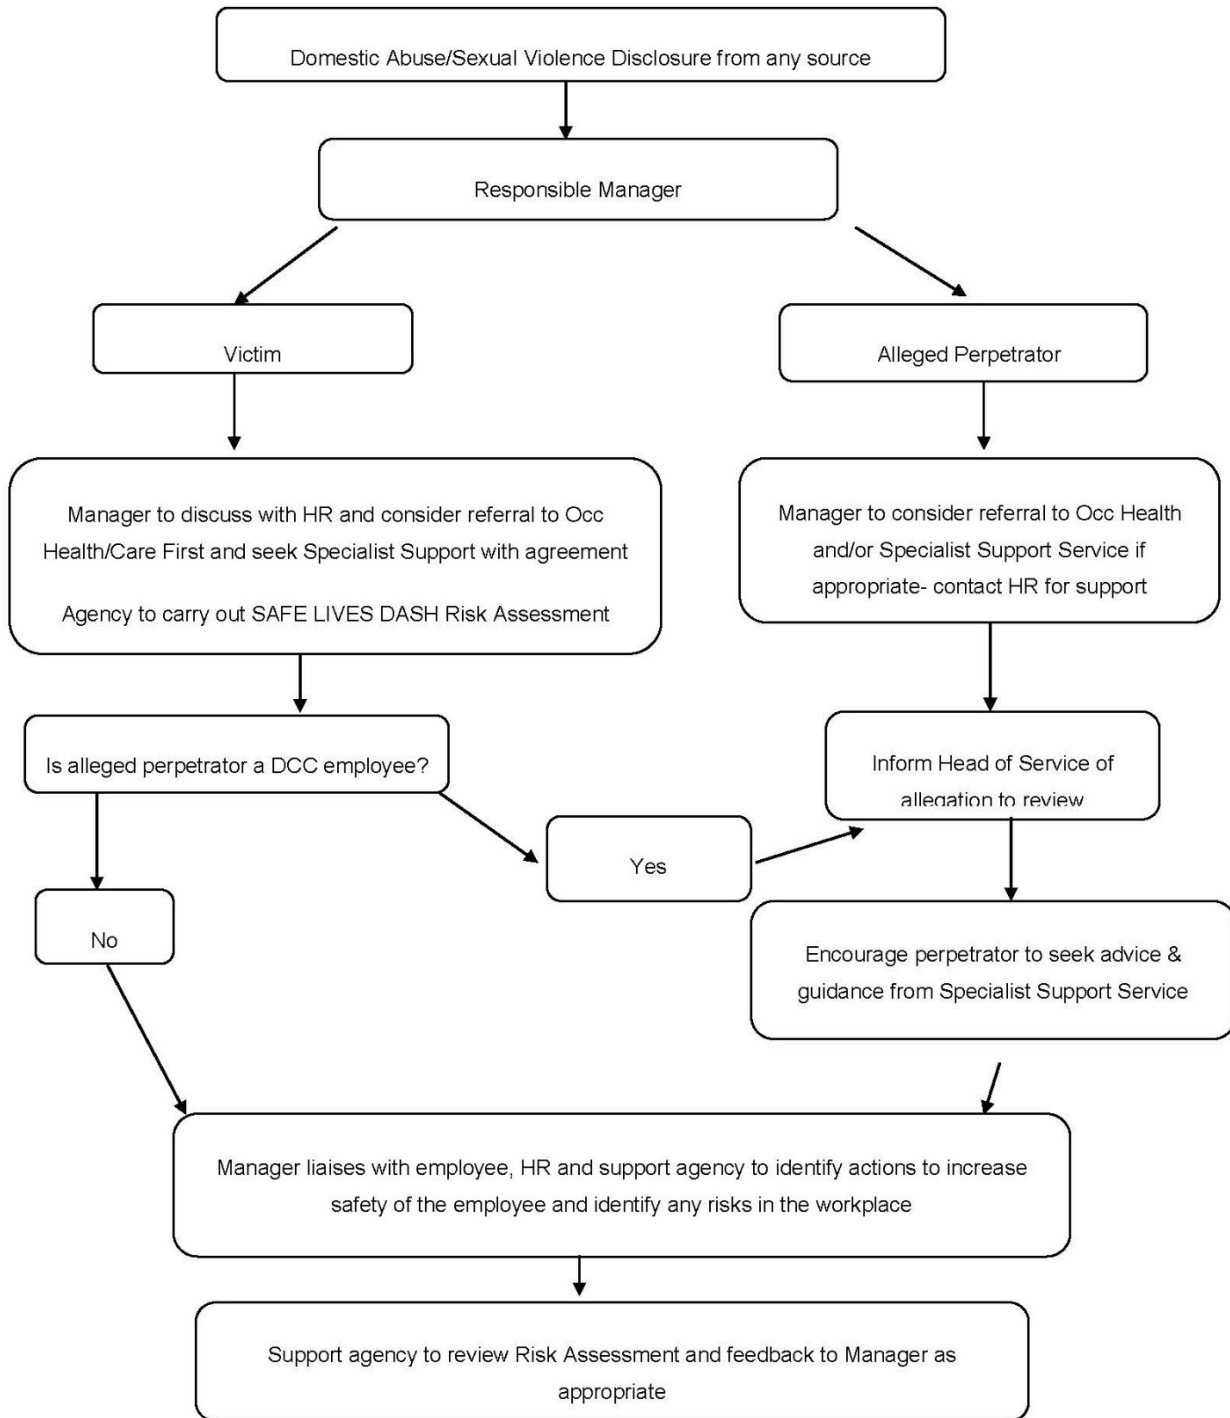 Domestic Abuse/Sexual Violence Disclosure from any source
Responsible Manager
Victim
Alleged Perpetrator
Manager to discuss with HR and consider referral to Occ
Health/Care First and seek Specialist Support with agreement
Agency to carry out SAFE LIVES DASH Risk Assessment
Manager to consider referral to Occ Health
and/or Specialist Support Service if
appropriate- contact HR for support
Is alleged perpetrator a DCC employee?
Inform Head of Service of
allegation to review
Yes
No
Encourage perpetrator to seek advice &
guidance from Specialist Support Service
Manager liaises with employee, HR and support agency to identify actions to increase
safety of the employee and identify any risks in the workplace
Support agency to review Risk Assessment and feedback to Manager as
appropriate